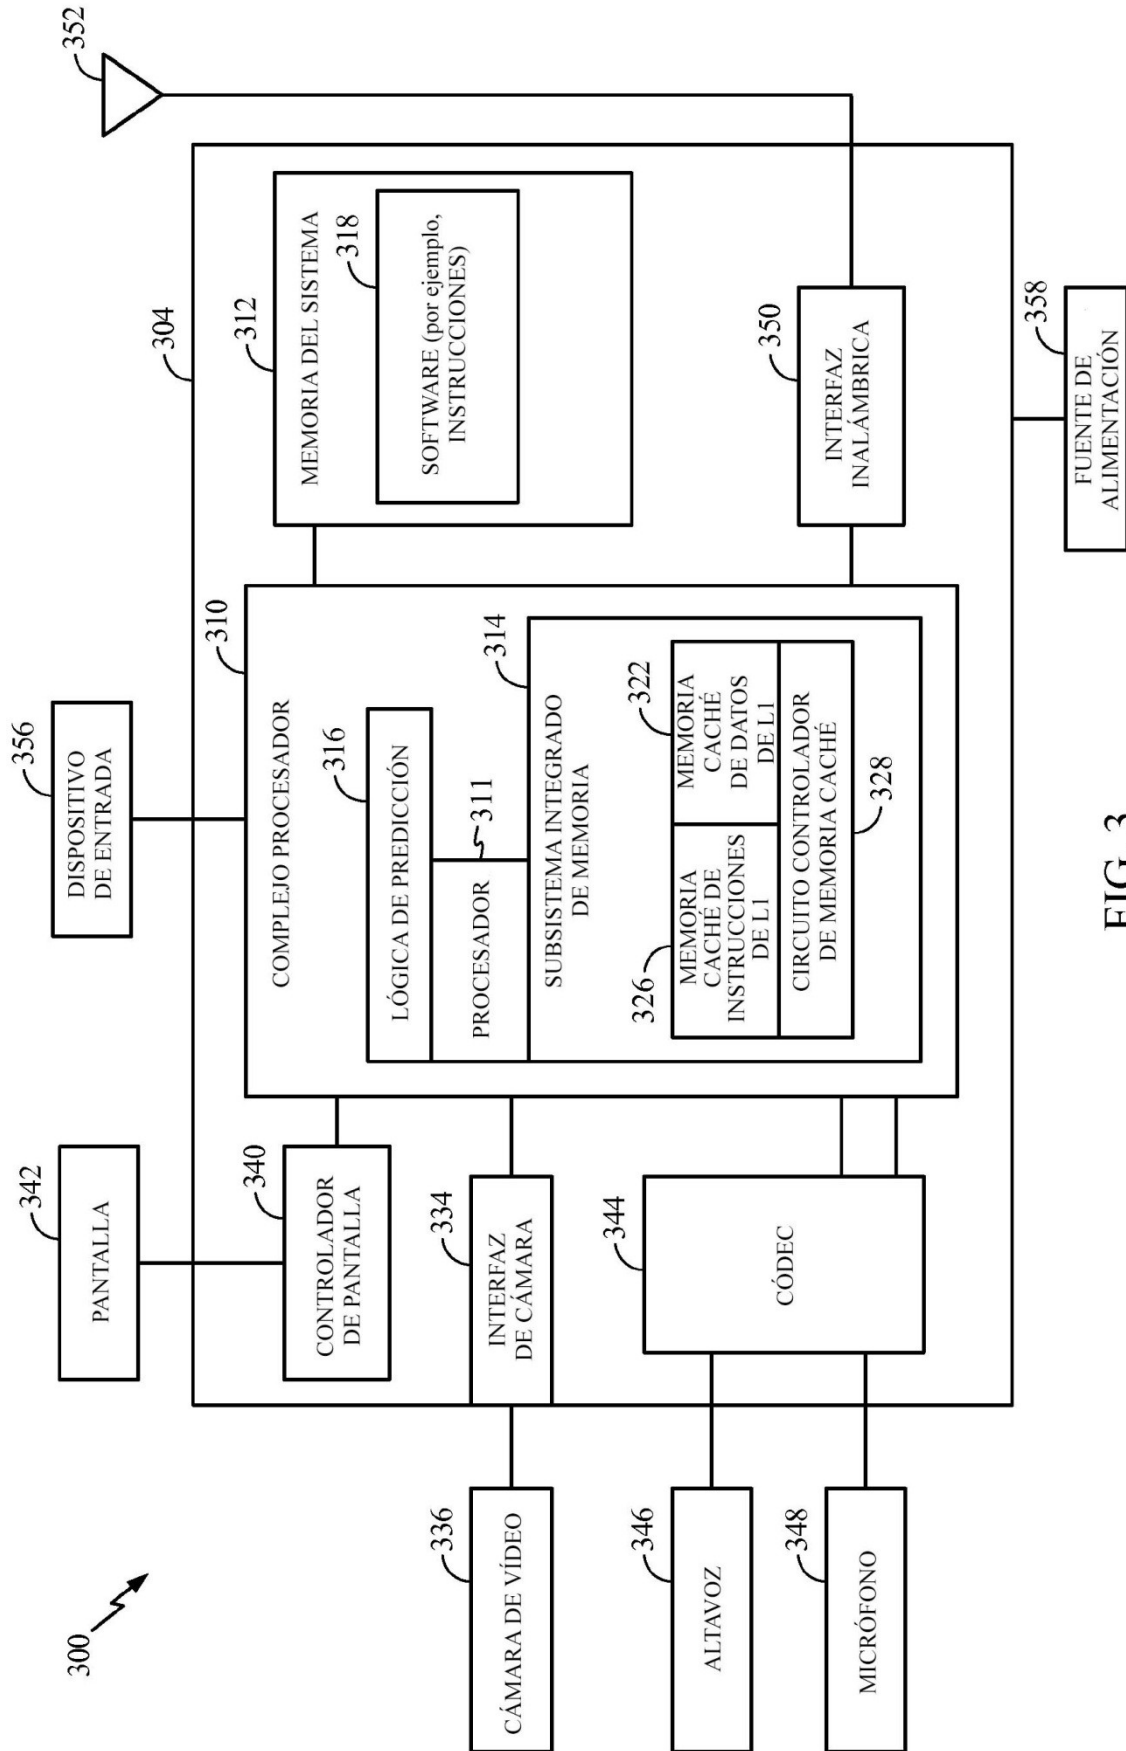 300
342
PANTALLA
356
DISPOSITIVO
DE ENTRADA
352
304
340
CONTROLADOR
DE PANTALLA
310
COMPLEJO PROCESADOR
316
LÓGICA DE PREDICCIÓN
311
PROCESADOR
314
SUBSISTEMA INTEGRADO
DE MEMORIA
326
MEMORIA
CACHÉ DE
INSTRUCCIONES
DE L1
322
MEMORIA
CACHÉ
DE DATOS
DE L1
CIRCUITO CONTROLADOR
DE MEMORIA CACHÉ
328
312
MEMORIA DEL SISTEMA
318
SOFTWARE (por ejemplo,
INSTRUCCIONES)
336
CÁMARA DE VÍDEO
334
INTERFAZ
DE CÁMARA
346
ALTAVOZ
344
CÓDEC
348
MICRÓFONO
350
INTERFAZ
INALÁMBRICA
358
FUENTE DE
ALIMENTACIÓN
FIG. 3